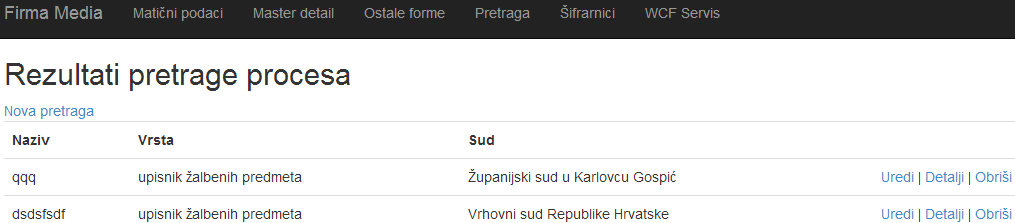 Firma Media Matični podaci Master detail Ostale forme Pretraga Šifrarnici WCF Servis
Rezultati pretrage procesa
Nova pretraga
Naziv Vrsta Sud
qqq upisnik žalbenih predmeta Županijski sud u Karlovcu Gospić Uredi | Detalji | Obriši
dsdsfsdf upisnik žalbenih predmeta Vrhovni sud Republike Hrvatske Uredi | Detalji | Obriši